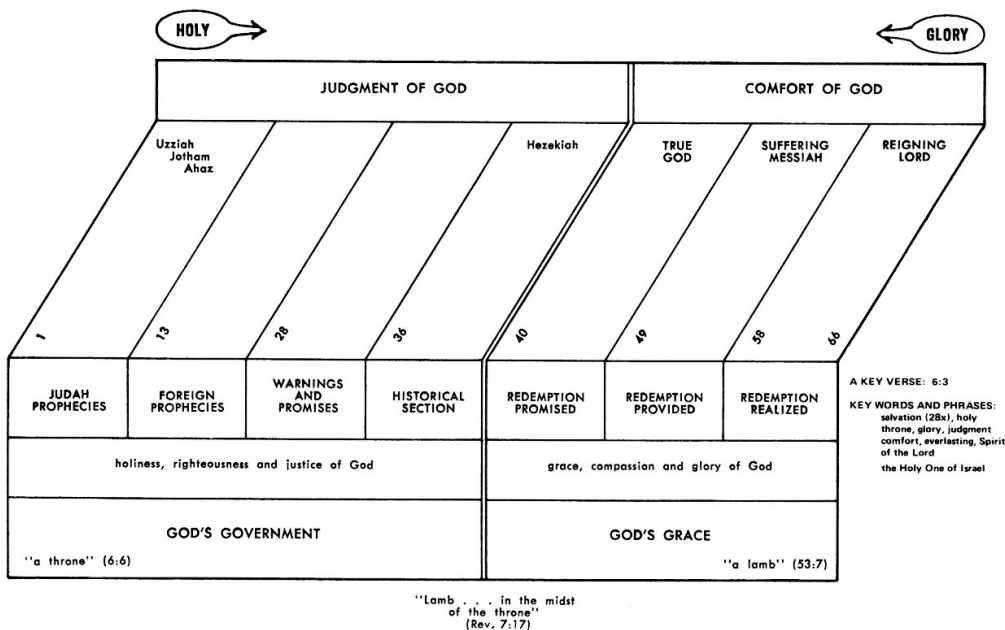 HOLY
GLORY
JUDGMENT OF GOD
COMFORT OF GOD
Uzziah
Jotham
Ahaz
Hezekiah
TRUE
GOD
SUFFERING
MESSIAH
REIGNING
LORD
1
13
28
36
40
49
58
66
JUDAH
PROPHECIES
FOREIGN
PROPHECIES
WARNINGS
AND
PROMISES
HISTORICAL
SECTION
REDEMPTION
PROMISED
REDEMPTION
PROVIDED
REDEMPTION
REALIZED
A KEY VERSE: 6:3
KEY WORDS AND PHRASES:
salvation (28x), holy
throne, glory, judgment
comfort, everlasting, Spirit
of the Lord
the Holy One of Israel
holiness, righteousness and justice of God
grace, compassion and glory of God
GOD'S GOVERNMENT
GOD'S GRACE
"a throne" (6:6)
"a lamb" (53:7)
"Lamb . . . in the midst
of the throne"
(Rev. 7:17)